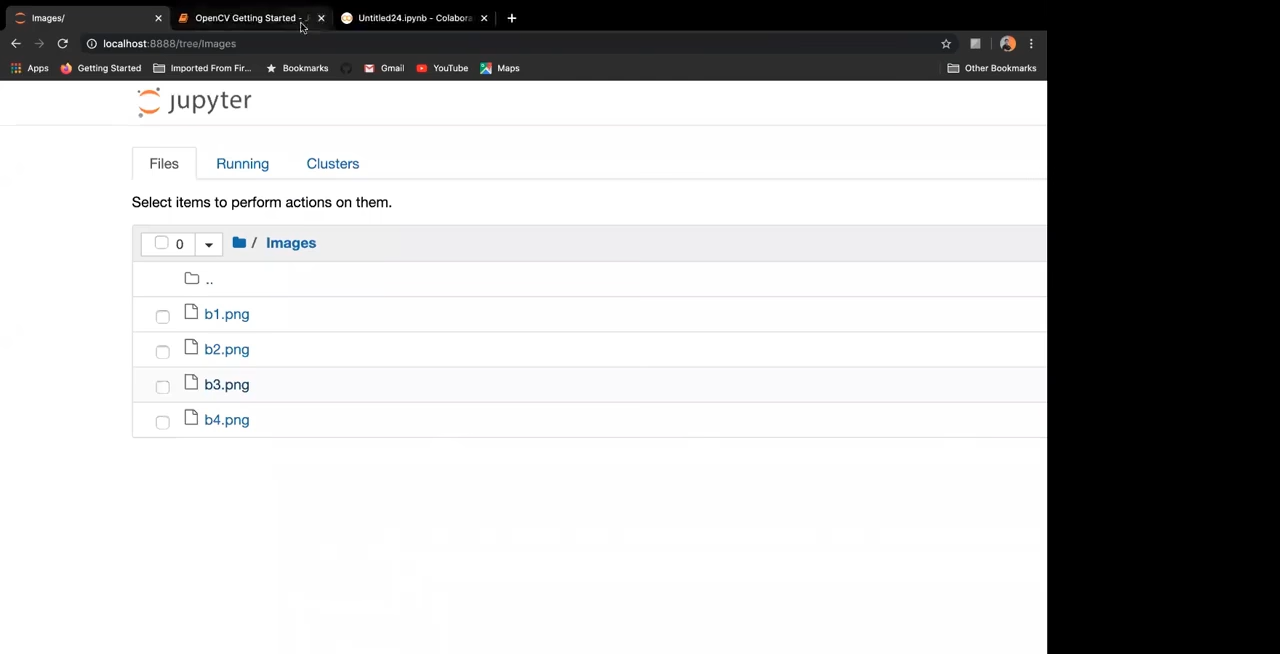 Images/
OpenCV Getting Started -
Untitled24.ipynb - Colabora
localhost:8888/tree/Images
Apps
Getting Started
Imported From Fir...
Bookmarks
Gmail
YouTube
Maps
Other Bookmarks
jupyter
Files
Running
Clusters
Select items to perform actions on them.
0
/ Images
..
b1.png
b2.png
b3.png
b4.png